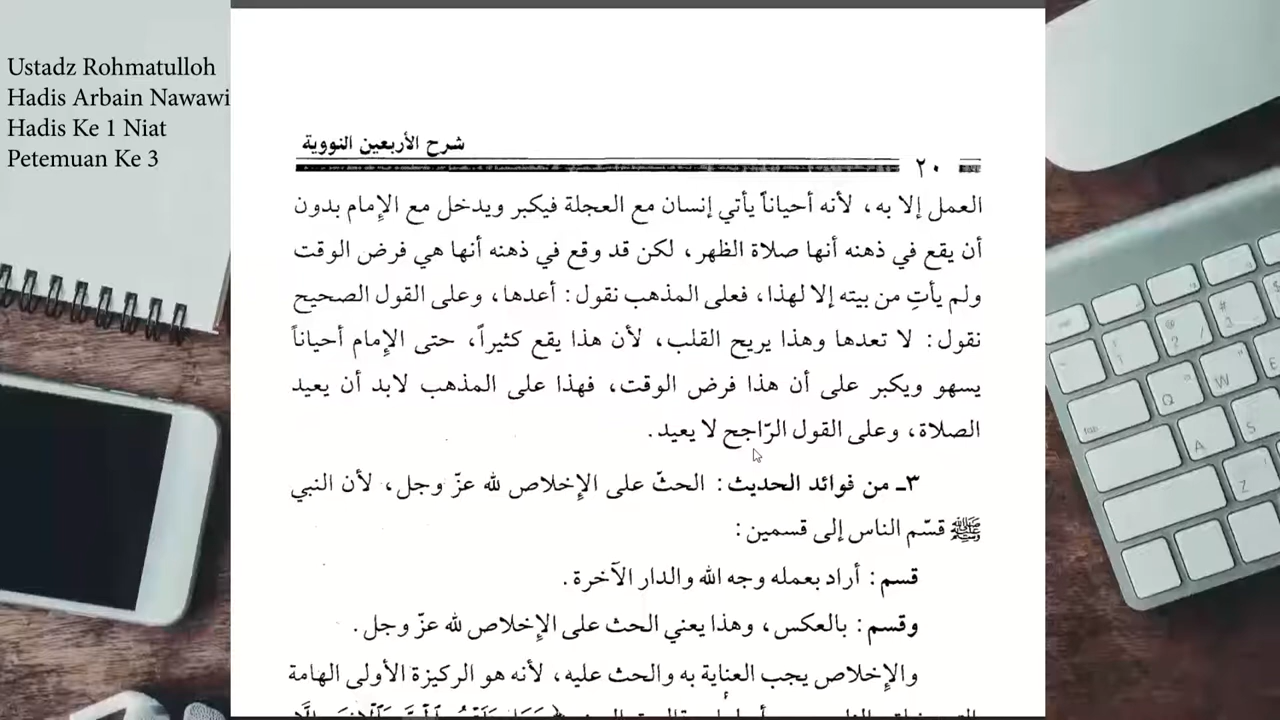 Ustadz Rohmatulloh
Hadis Arbain Nawawi
Hadis Ke 1 Niat
Petemuan Ke 3
شرح الأربعين النووية
٢٠
العمل إلا به، لأنه أحياناً يأتي إنسان مع العجلة فيكبر ويدخل مع الإمام بدون
أن يقع في ذهنه أنها صلاة الظهر، لكن قد وقع في ذهنه أنها هي فرض الوقت
ولم يأتِ من بيته إلا لهذا، فعلى المذهب نقول: أعدها، وعلى القول الصحيح
نقول: لا تعدها وهذا يريح القلب، لأن هذا يقع كثيراً، حتى الإمام أحياناً
يسهو ويكبر على أن هذا فرض الوقت، فهذا على المذهب لابد أن يعيد
الصلاة، وعلى القول الرّاجح لا يعيد.
٣ـ من فوائد الحديث: الحثّ على الإخلاص لله عزّ وجل، لأن النبي
ﷺ قسّم الناس إلى قسمين:
قسم: أراد بعمله وجه الله والدار الآخرة.
وقسم: بالعكس، وهذا يعني الحث على الإخلاص لله عزّ وجل.
والإخلاص يجب العناية به والحث عليه، لأنه هو الركيزة الأولى الهامة